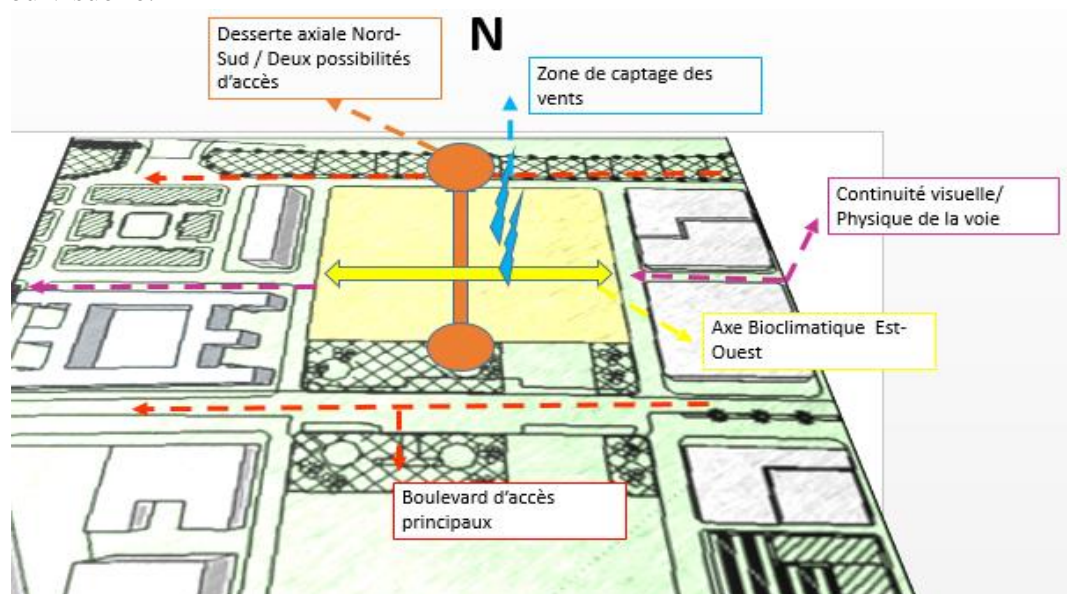 Desserte axiale Nord-
Sud / Deux possibilités
d'accès
N
Zone de captage des
vents
Continuité visuelle/
Physique de la voie
Axe Bioclimatique Est-
Ouest
Boulevard d'accès
principaux